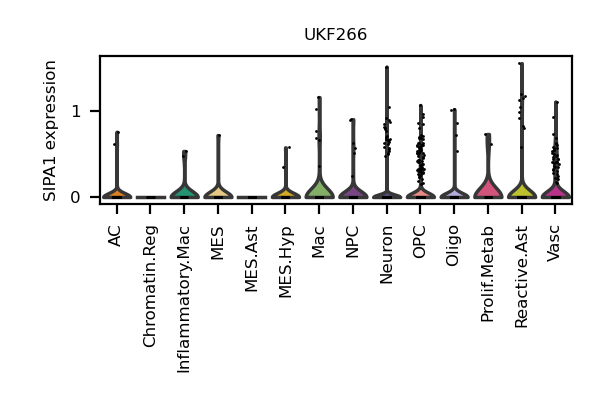 UKF266
SIPA1 expression
1
0
AC
Chromatin.Reg
Inflammatory.Mac
MES
MES.Ast
MES.Hyp
Mac
NPC
Neuron
OPC
Oligo
Prolif.Metab
Reactive.Ast
Vasc